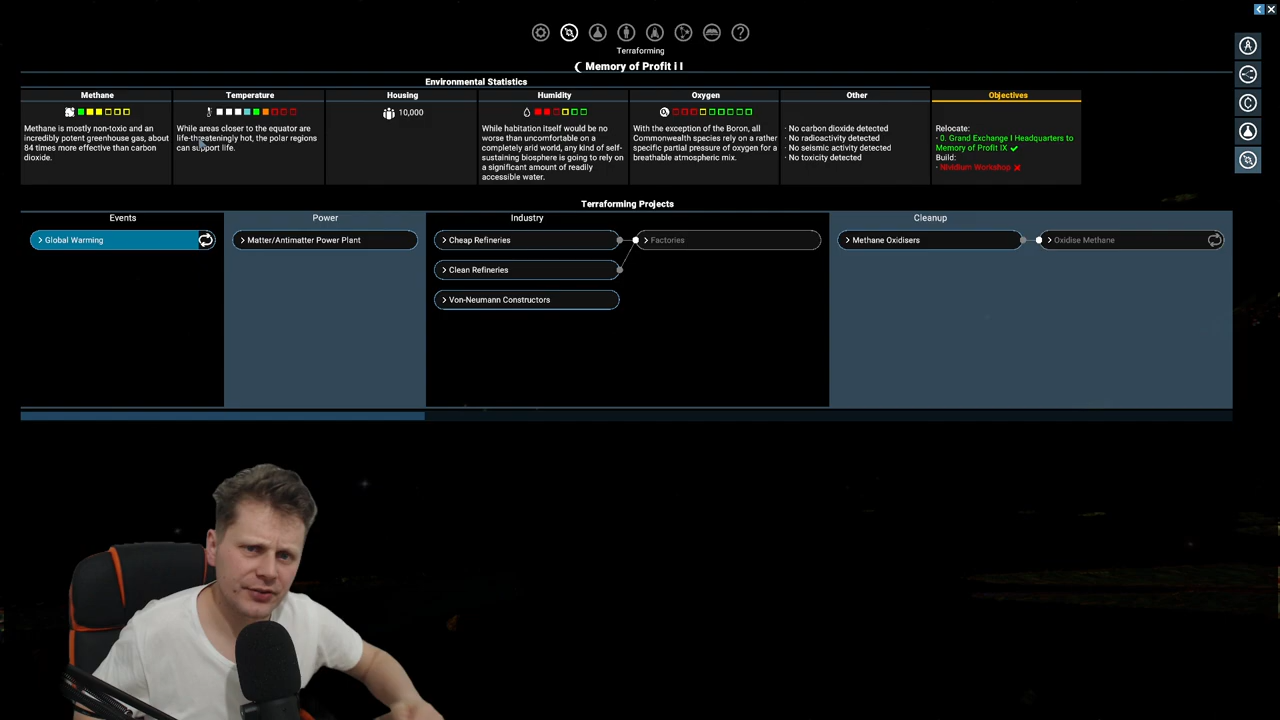 Terraforming
Memory of Profit i I
Environmental Statistics
Methane
Methane is mostly non-toxic and an
incredibly potent greenhouse gas, about
84 times more effective than carbon
dioxide.
Temperature
While areas closer to the equator are
life-threateningly hot, the polar regions
can support life.
Housing
10,000
Humidity
While habitation itself would be no
worse than uncomfortable on a
completely arid world, any kind of self-
sustaining biosphere is going to rely on
a significant amount of readily
accessible water.
Oxygen
With the exception of the Boron, all
Commonwealth species rely on a rather
specific partial pressure of oxygen for a
breathable atmospheric mix.
Other
· No carbon dioxide detected
· No radioactivity detected
· No seismic activity detected
· No toxicity detected
Objectives
Relocate:
· 0. Grand Exchange I Headquarters to
Memory of Profit IX
Build:
· Nividium Workshop
Terraforming Projects
Events
Global Warming
Power
Matter/Antimatter Power Plant
Industry
Cheap Refineries
Factories
Clean Refineries
Von-Neumann Constructors
Cleanup
Methane Oxidisers
Oxidise Methane